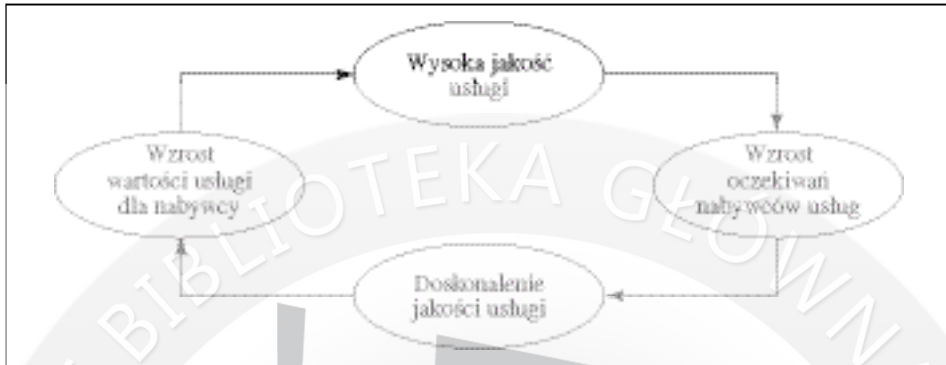 Wysoka jakość
usługi
Wzrost
wartości usługi
dla nabywcy
Wzrost
oczekiwań
nabywców usług
Doskonalenie
jakości usługi
BIBLIOTEKA GŁÓWN